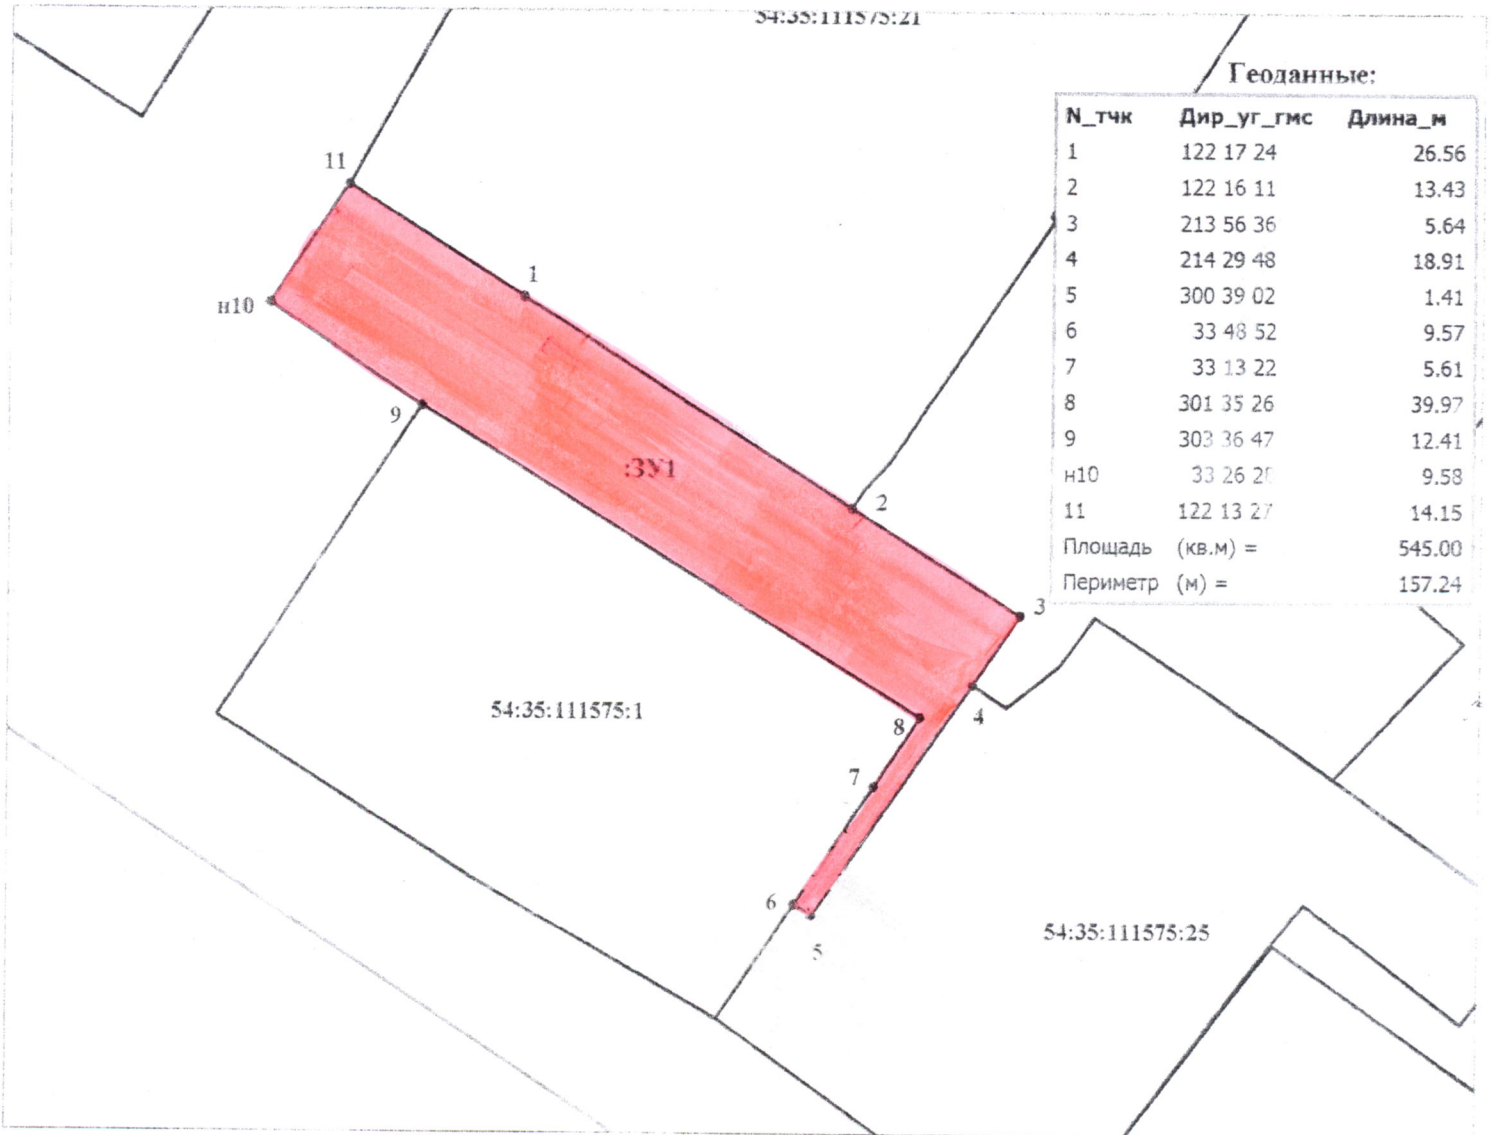 54:35:111575:21
Геоданные:
N_тчк Дир_уг_гмс Длина_м
1 122 17 24 26.56
2 122 16 11 13.43
3 213 56 36 5.64
4 214 29 48 18.91
5 300 39 02 1.41
6 33 48 52 9.57
7 33 13 22 5.61
8 301 35 26 39.97
9 303 36 47 12.41
н10 33 26 9.58
11 122 13 27 14.15
Площадь (кв.м) = 545.00
Периметр (м) = 157.24
11
1
н10
9
:ЗУ1
2
3
4
54:35:111575:1
8
7
6
5
54:35:111575:25